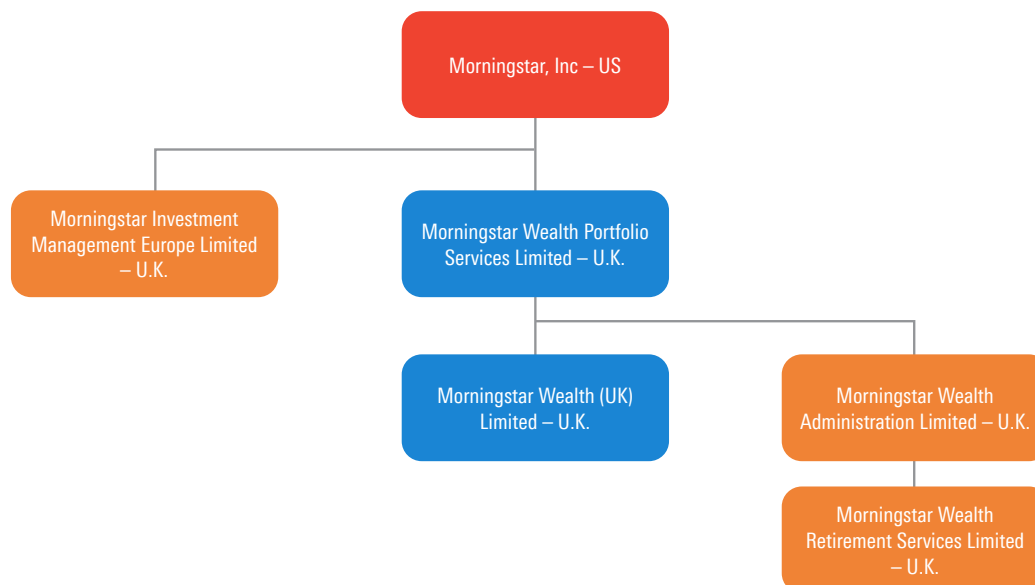 Morningstar, Inc – US
Morningstar Investment
Management Europe Limited
– U.K.
Morningstar Wealth Portfolio
Services Limited – U.K.
Morningstar Wealth (UK)
Limited – U.K.
Morningstar Wealth
Administration Limited – U.K.
Morningstar Wealth
Retirement Services Limited
– U.K.